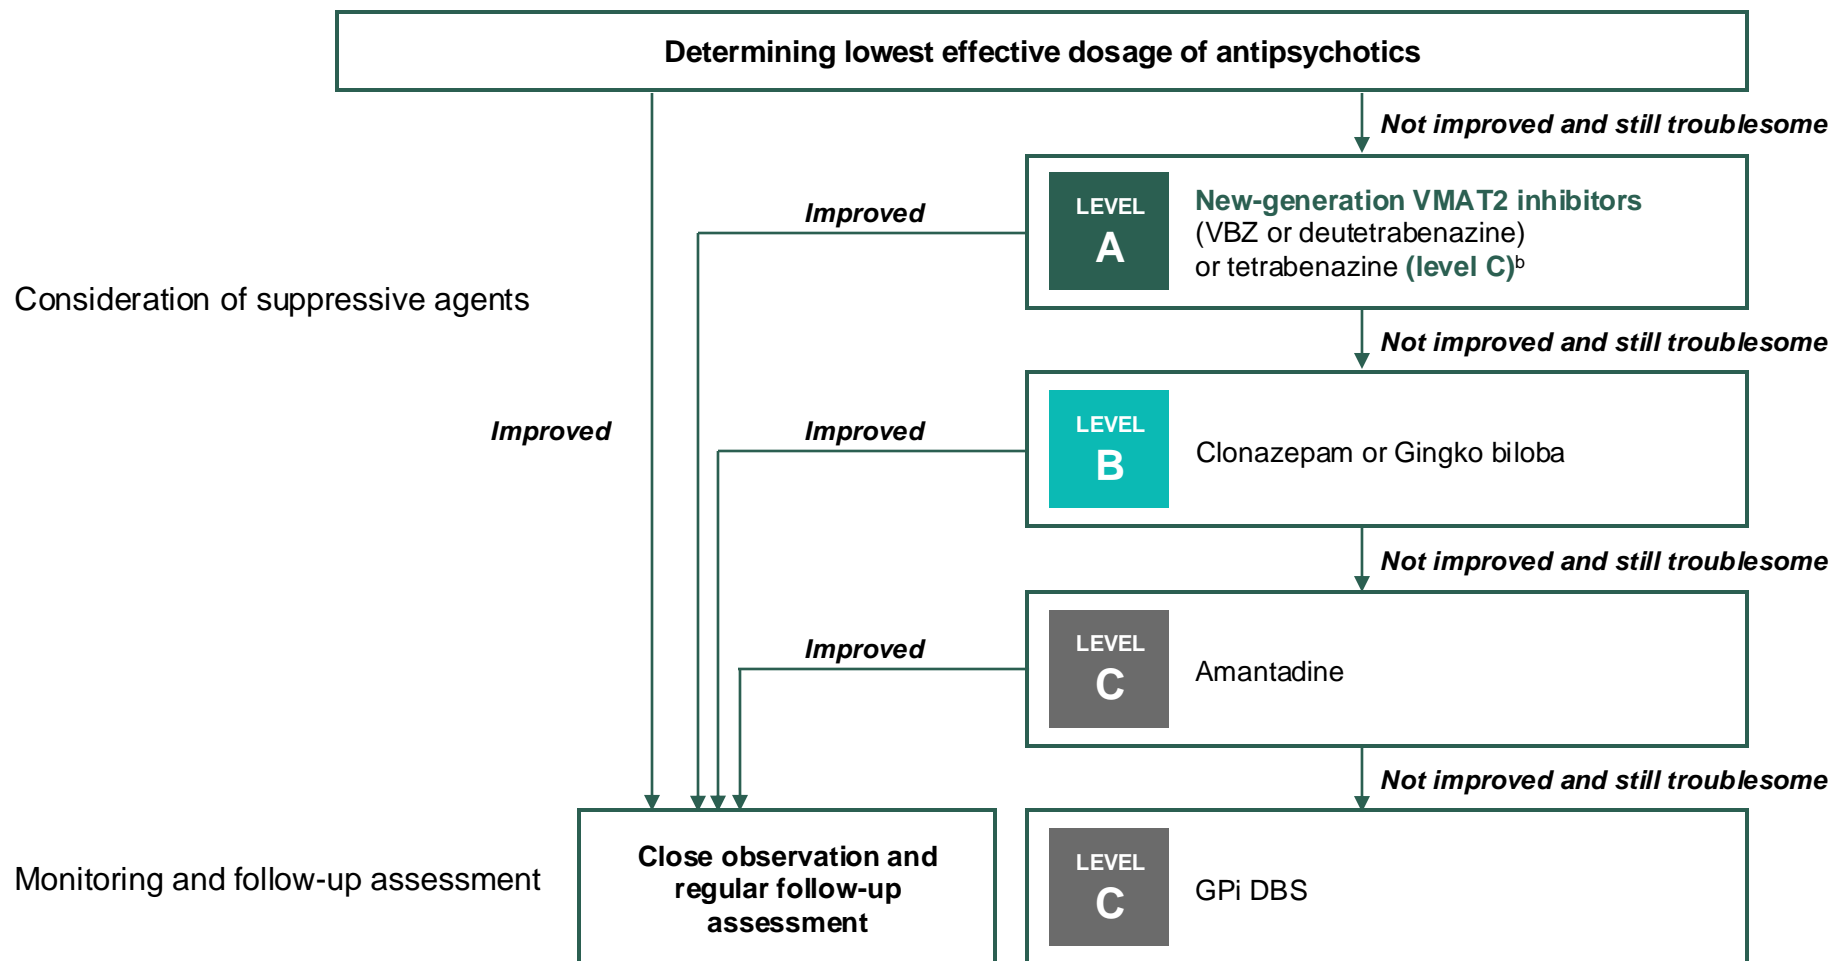 Determining lowest effective dosage of antipsychotics
Not improved and still troublesome
LEVEL
A
New-generation VMAT2 inhibitors
(VBZ or deutetrabenazine)
or tetrabenazine (level C)ᵇ
Improved
Consideration of suppressive agents
Not improved and still troublesome
Improved
Improved
LEVEL
B
Clonazepam or Gingko biloba
Not improved and still troublesome
Improved
LEVEL
C
Amantadine
Not improved and still troublesome
Monitoring and follow-up assessment
Close observation and
regular follow-up
assessment
LEVEL
C
GPi DBS